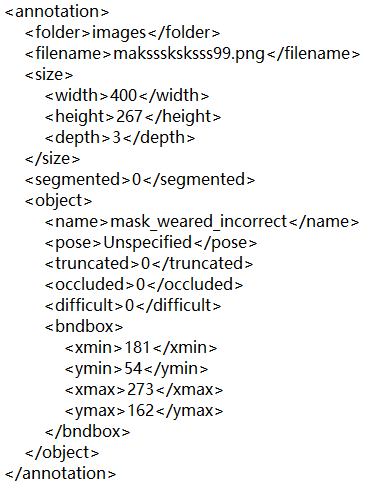 <annotation>
<folder>images</folder>
<filename>maksssksksss99.png</filename>
<size>
<width>400</width>
<height>267</height>
<depth>3</depth>
</size>
<segmented>0</segmented>
<object>
<name>mask_weared_incorrect</name>
<pose>Unspecified</pose>
<truncated>0</truncated>
<occluded>0</occluded>
<difficult>0</difficult>
<bndbox>
<xmin>181</xmin>
<ymin>54</ymin>
<xmax>273</xmax>
<ymax>162</ymax>
</bndbox>
</object>
</annotation>